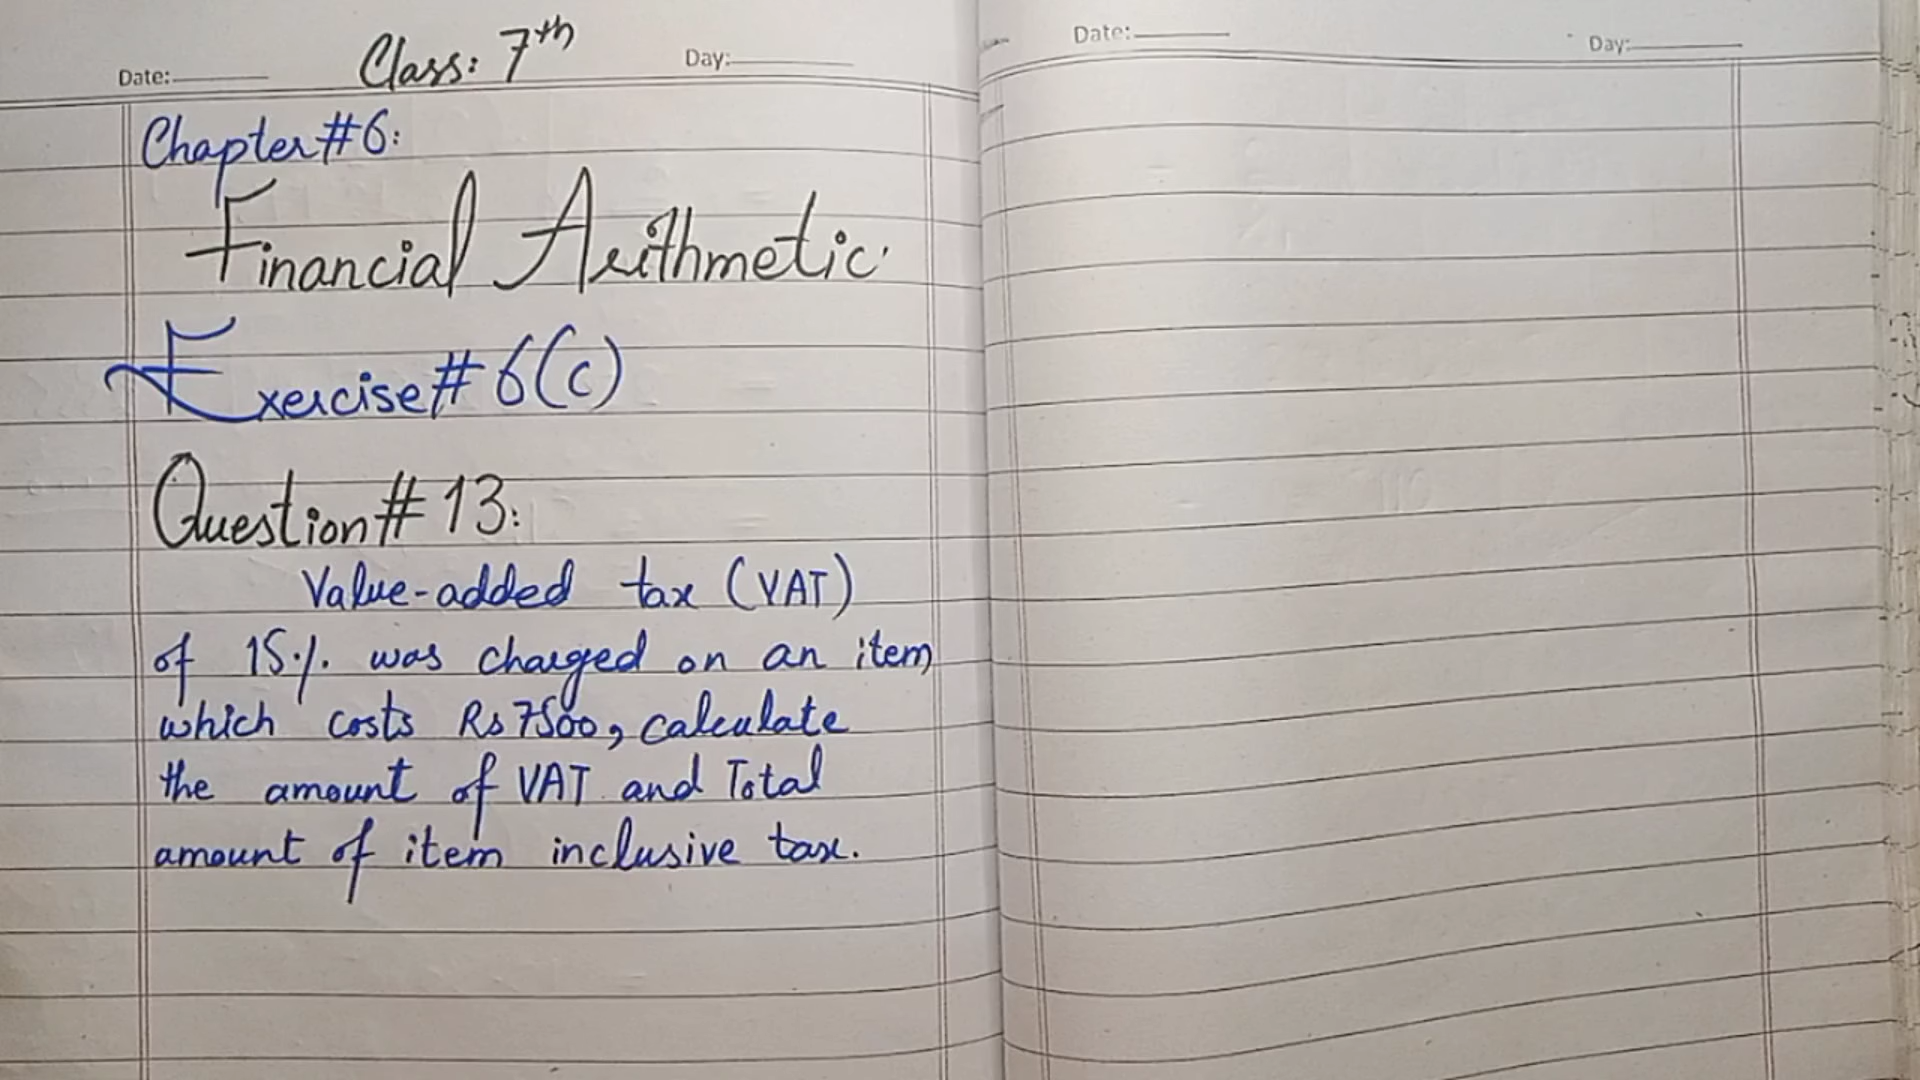 Date: Class: 7th Day:
Chapter#6:
Financial Arithmetic.
Exercise# 6(c)
Question# 13:
Value-added tax (VAT)
of 15% was charged on an item
which costs Rs 7500, calculate
the amount of VAT and Total
amount of item inclusive tax.
Date: Day: